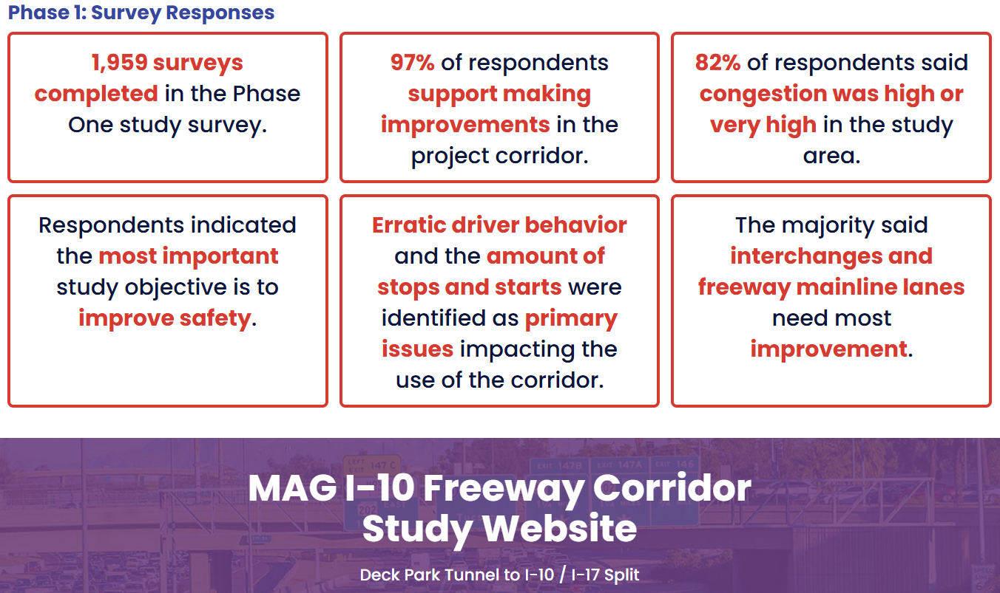 Phase 1: Survey Responses
1,959 surveys
completed in the Phase
One study survey.
97% of respondents
support making
improvements in the
project corridor.
82% of respondents said
congestion was high or
very high in the study
area.
Respondents indicated
the most important
study objective is to
improve safety.
Erratic driver behavior
and the amount of
stops and starts were
identified as primary
issues impacting the
use of the corridor.
The majority said
interchanges and
freeway mainline lanes
need most
improvement.
LEFT
EXIT 147 C
EXIT 147B
EXIT 147A
EXIT 146
202
EAST
MAG I-10 Freeway Corridor
Study Website
Deck Park Tunnel to I-10 / I-17 Split